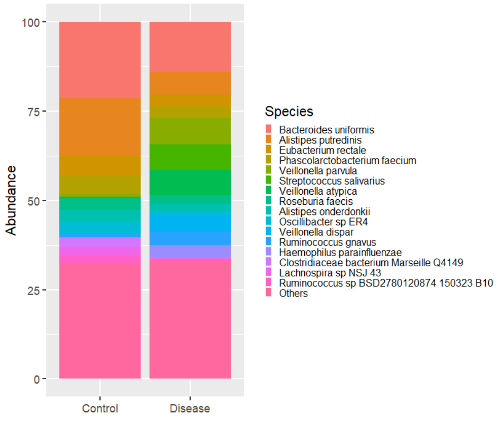 100
75
50
25
0
Abundance
Control
Disease
Species
Bacteroides uniformis
Alistipes putredinis
Eubacterium rectale
Phascolarctobacterium faecium
Veillonella parvula
Streptococcus salivarius
Veillonella atypica
Roseburia faecis
Alistipes onderdonkii
Oscillibacter sp ER4
Veillonella dispar
Ruminococcus gnavus
Haemophilus parainfluenzae
Clostridiaceae bacterium Marseille Q4149
Lachnospira sp NSJ 43
Ruminococcus sp BSD2780120874 150323 B10
Others